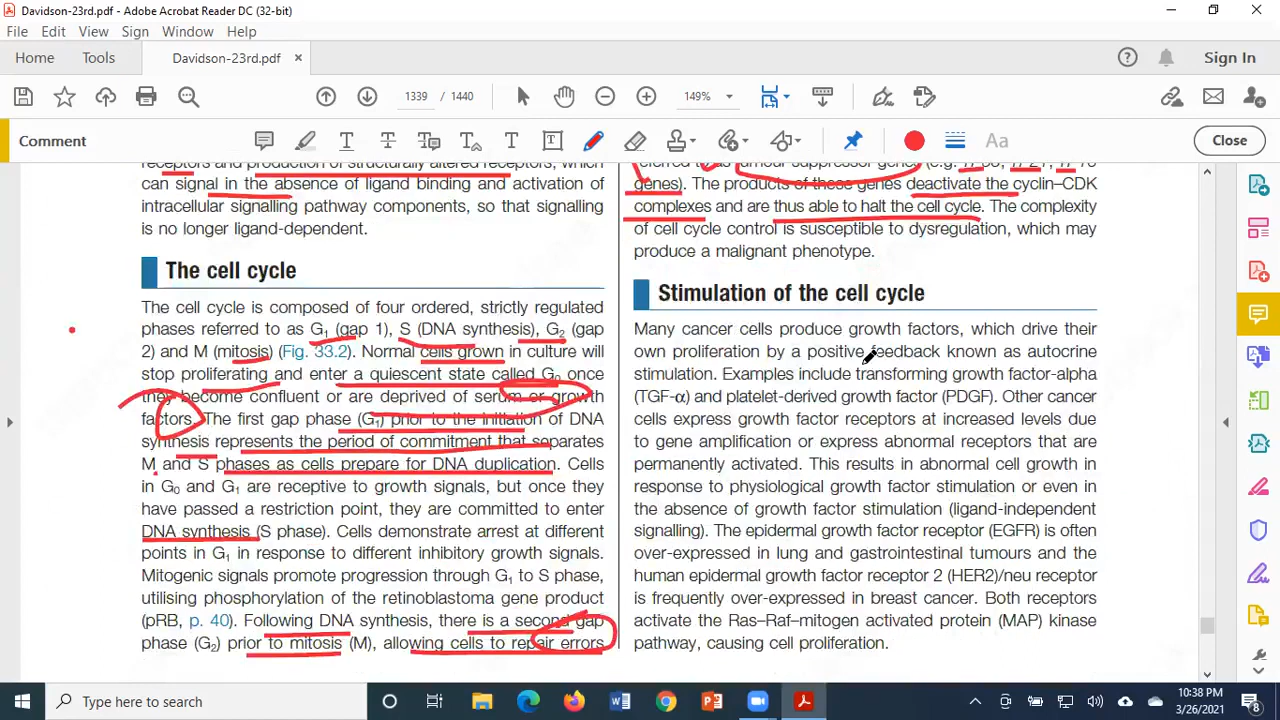 Davidson-23rd.pdf - Adobe Acrobat Reader DC (32-bit)
File Edit View Sign Window Help
Home Tools Davidson-23rd.pdf × Sign In
1339 / 1440 149%
Comment Close
receptors and production of structurally altered receptors, which
can signal in the absence of ligand binding and activation of
intracellular signalling pathway components, so that signalling
is no longer ligand-dependent.
The cell cycle
The cell cycle is composed of four ordered, strictly regulated
phases referred to as G1 (gap 1), S (DNA synthesis), G2 (gap
2) and M (mitosis) (Fig. 33.2). Normal cells grown in culture will
stop proliferating and enter a quiescent state called G0 once
they become confluent or are deprived of serum or growth
factors. The first gap phase (G1) prior to the initiation of DNA
synthesis represents the period of commitment that separates
M and S phases as cells prepare for DNA duplication. Cells
in G0 and G1 are receptive to growth signals, but once they
have passed a restriction point, they are committed to enter
DNA synthesis (S phase). Cells demonstrate arrest at different
points in G1 in response to different inhibitory growth signals.
Mitogenic signals promote progression through G1 to S phase,
utilising phosphorylation of the retinoblastoma gene product
(pRB, p. 40). Following DNA synthesis, there is a second gap
phase (G2) prior to mitosis (M), allowing cells to repair errors
tumour suppressor genes (e.g.
genes). The products of these genes deactivate the cyclin–CDK
complexes and are thus able to halt the cell cycle. The complexity
of cell cycle control is susceptible to dysregulation, which may
produce a malignant phenotype.
Stimulation of the cell cycle
Many cancer cells produce growth factors, which drive their
own proliferation by a positive feedback known as autocrine
stimulation. Examples include transforming growth factor-alpha
(TGF-α) and platelet-derived growth factor (PDGF). Other cancer
cells express growth factor receptors at increased levels due
to gene amplification or express abnormal receptors that are
permanently activated. This results in abnormal cell growth in
response to physiological growth factor stimulation or even in
the absence of growth factor stimulation (ligand-independent
signalling). The epidermal growth factor receptor (EGFR) is often
over-expressed in lung and gastrointestinal tumours and the
human epidermal growth factor receptor 2 (HER2)/neu receptor
is frequently over-expressed in breast cancer. Both receptors
activate the Ras–Raf–mitogen activated protein (MAP) kinase
pathway, causing cell proliferation.
Type here to search
10:38 PM
3/26/2021
8